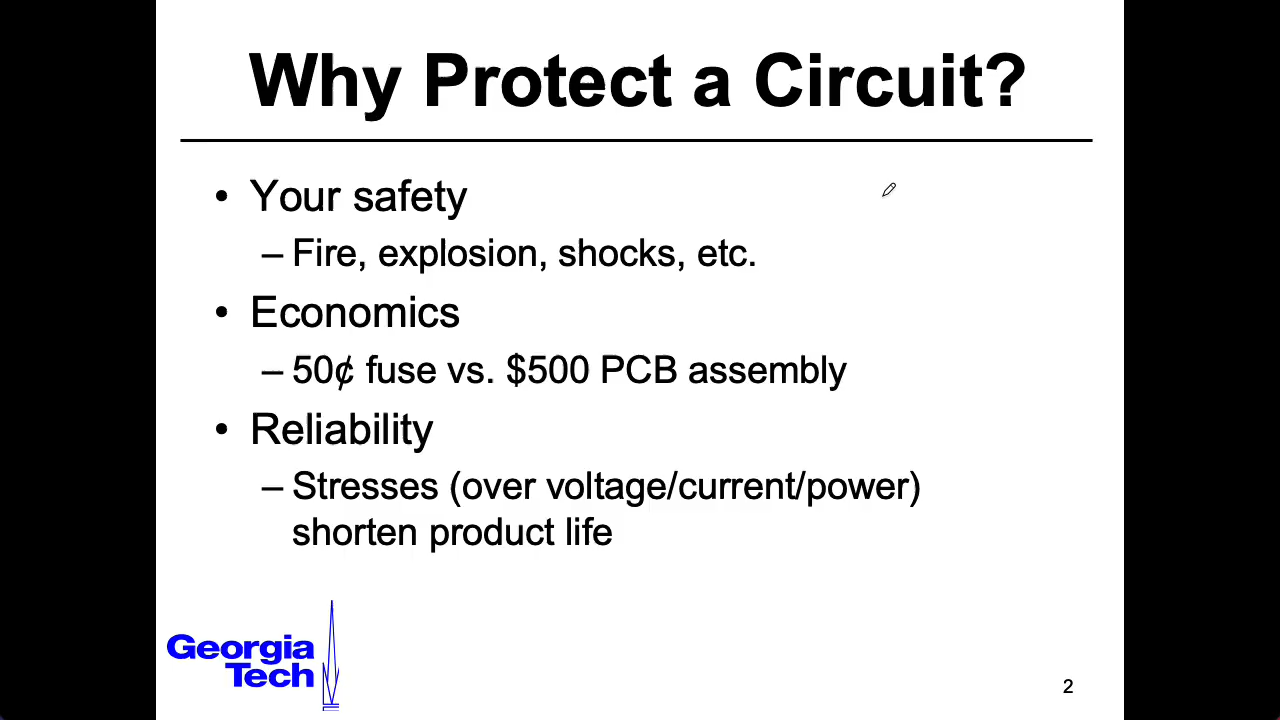 Why Protect a Circuit?
• Your safety
– Fire, explosion, shocks, etc.
• Economics
– 50¢ fuse vs. $500 PCB assembly
• Reliability
– Stresses (over voltage/current/power)
shorten product life
Georgia
Tech
2